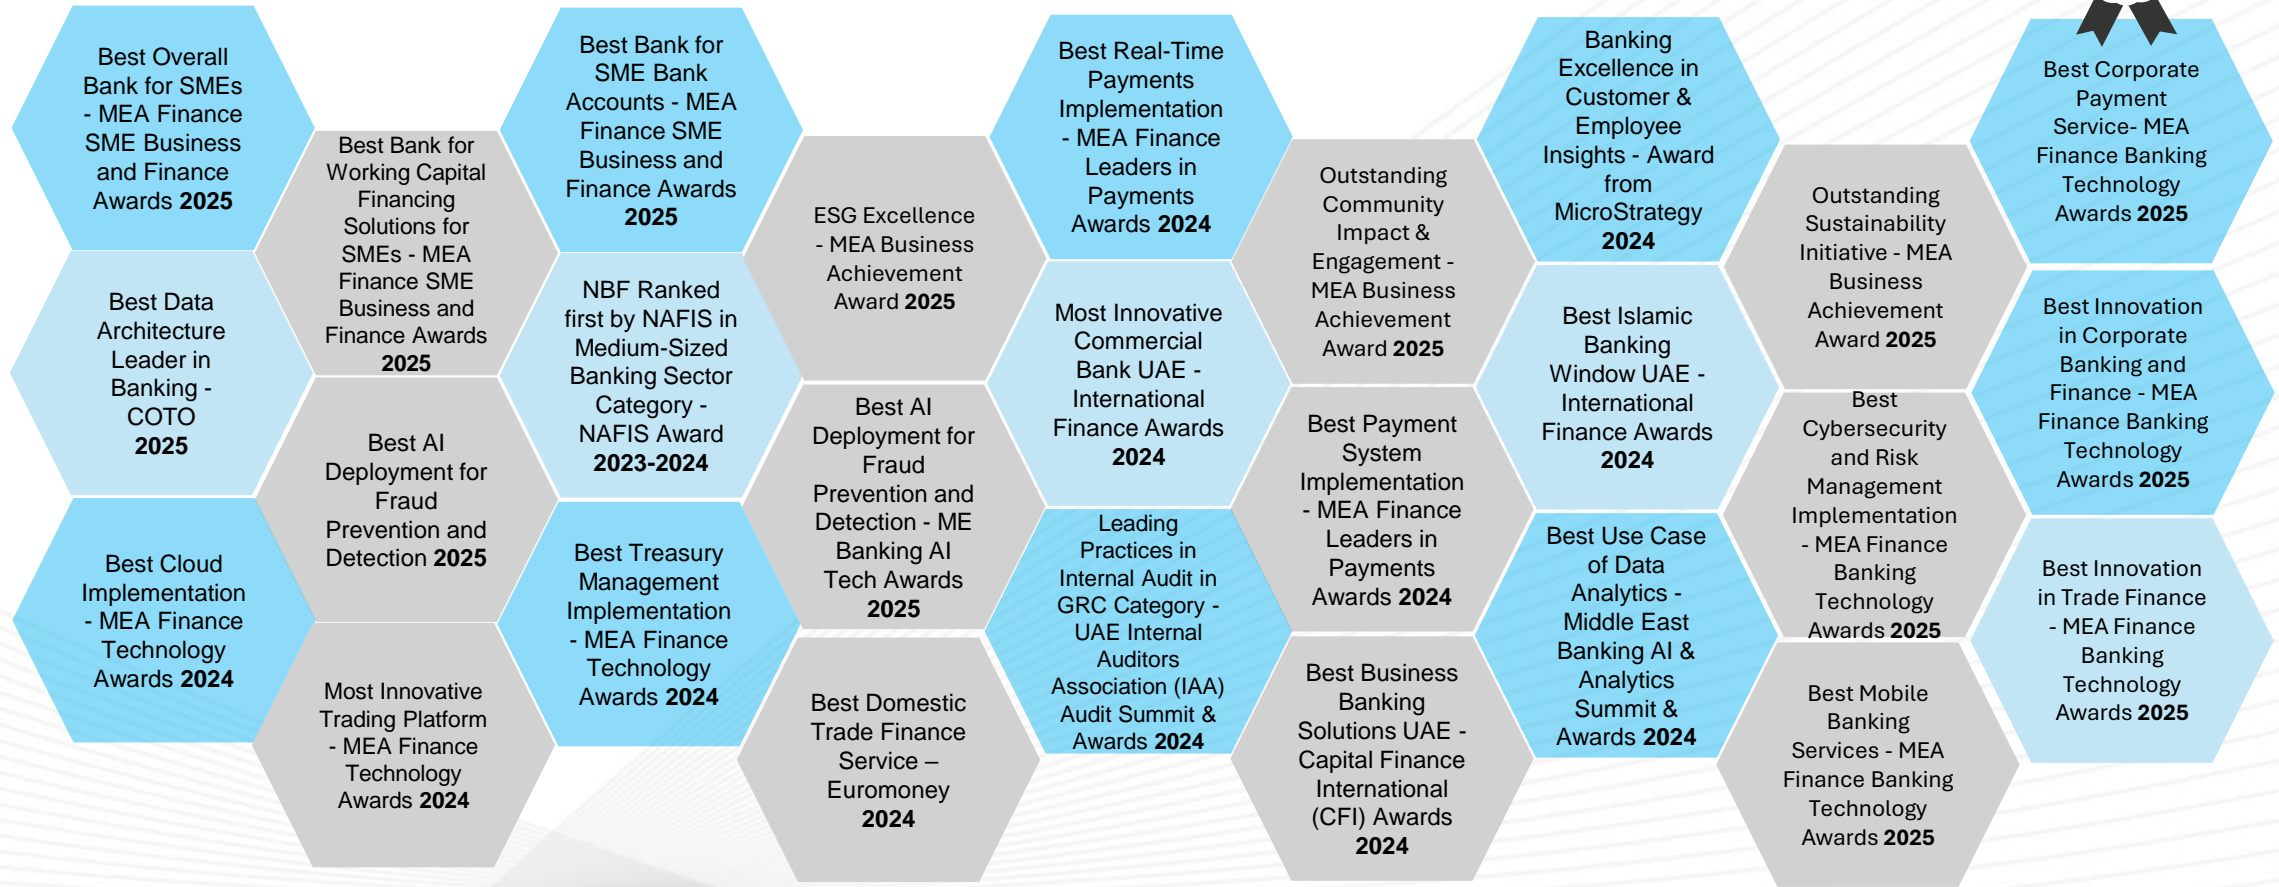 Best Overall
Bank for SMEs
- MEA Finance
SME Business
and Finance
Awards 2025
Best Data
Architecture
Leader in
Banking -
COTO
2025
Best Cloud
Implementation
- MEA Finance
Technology
Awards 2024
Best Bank for
Working Capital
Financing
Solutions for
SMEs - MEA
Finance SME
Business and
Finance Awards
2025
Best AI
Deployment for
Fraud
Prevention and
Detection 2025
Most Innovative
Trading Platform
- MEA Finance
Technology
Awards 2024
Best Bank for
SME Bank
Accounts - MEA
Finance SME
Business and
Finance Awards
2025
NBF Ranked
first by NAFIS in
Medium-Sized
Banking Sector
Category -
NAFIS Award
2023-2024
Best Treasury
Management
Implementation
- MEA Finance
Technology
Awards 2024
ESG Excellence
- MEA Business
Achievement
Award 2025
Best AI
Deployment for
Fraud
Prevention and
Detection - ME
Banking AI
Tech Awards
2025
Best Domestic
Trade Finance
Service –
Euromoney
2024
Best Real-Time
Payments
Implementation
- MEA Finance
Leaders in
Payments
Awards 2024
Most Innovative
Commercial
Bank UAE -
International
Finance Awards
2024
Leading
Practices in
Internal Audit in
GRC Category -
UAE Internal
Auditors
Association (IAA)
Audit Summit &
Awards 2024
Outstanding
Community
Impact &
Engagement -
MEA Business
Achievement
Award 2025
Best Payment
System
Implementation
- MEA Finance
Leaders in
Payments
Awards 2024
Best Business
Banking
Solutions UAE -
Capital Finance
International
(CFI) Awards
2024
Banking
Excellence in
Customer &
Employee
Insights - Award
from
MicroStrategy
2024
Best Islamic
Banking
Window UAE -
International
Finance Awards
2024
Best Use Case
of Data
Analytics -
Middle East
Banking AI &
Analytics
Summit &
Awards 2024
Outstanding
Sustainability
Initiative - MEA
Business
Achievement
Award 2025
Best
Cybersecurity
and Risk
Management
Implementation
- MEA Finance
Banking
Technology
Awards 2025
Best Mobile
Banking
Services - MEA
Finance Banking
Technology
Awards 2025
Best Corporate
Payment
Service- MEA
Finance Banking
Technology
Awards 2025
Best Innovation
in Corporate
Banking and
Finance - MEA
Finance Banking
Technology
Awards 2025
Best Innovation
in Trade Finance
- MEA Finance
Banking
Technology
Awards 2025